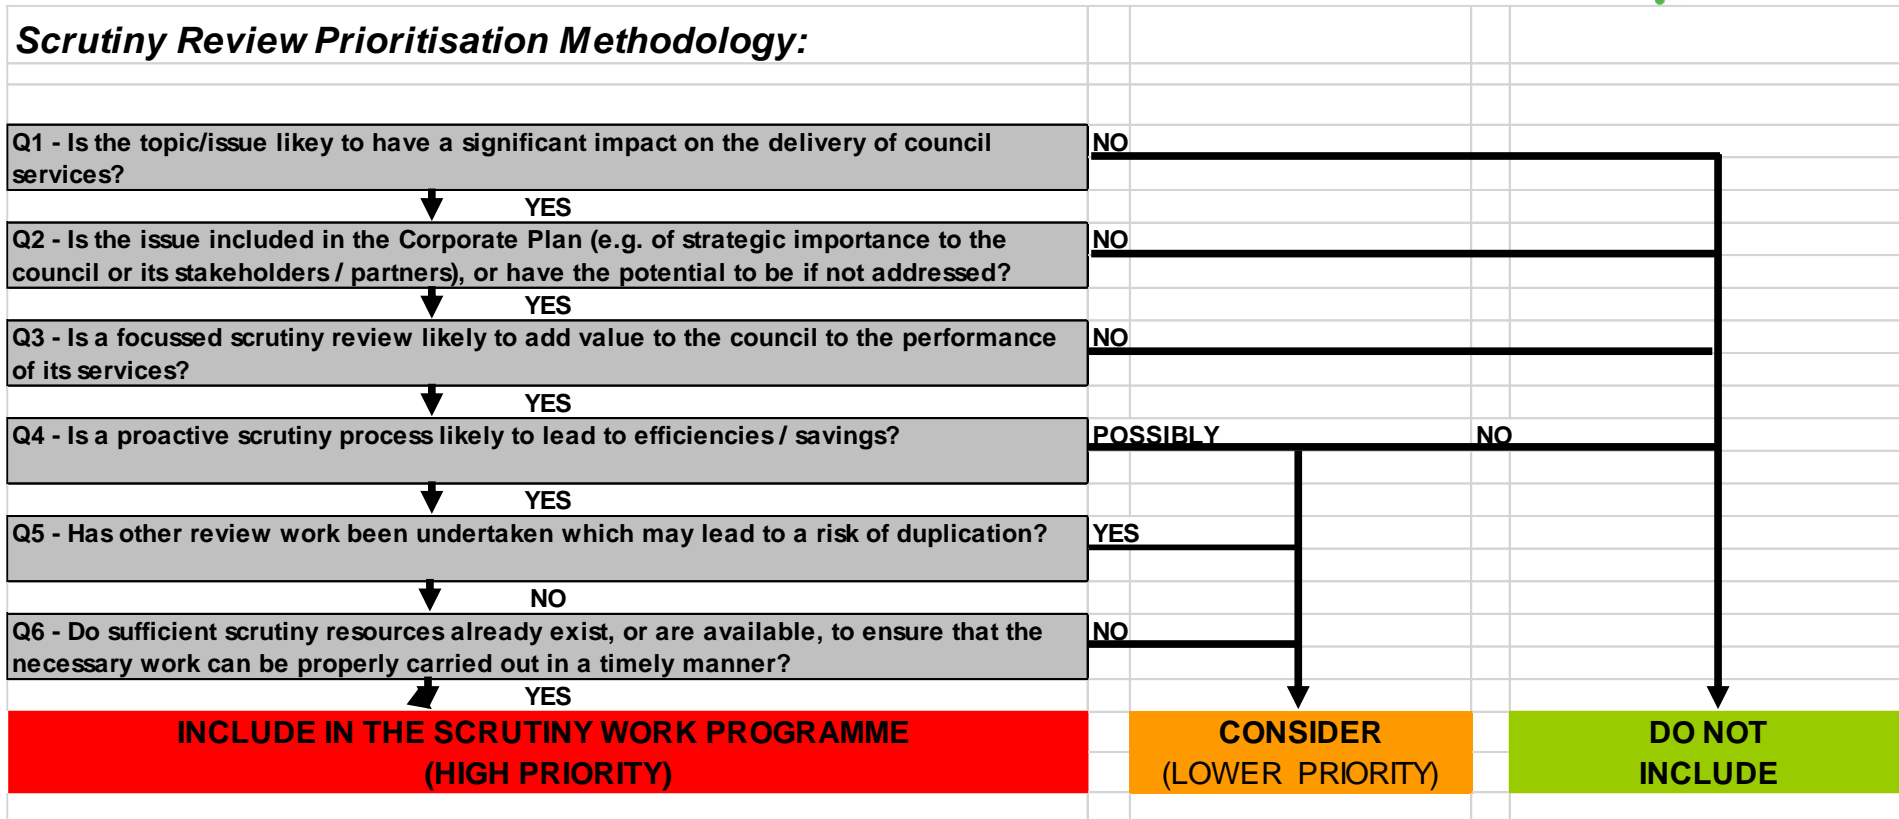 Scrutiny Review Prioritisation Methodology:
Q1 - Is the topic/issue likey to have a significant impact on the delivery of council
services?
NO
YES
Q2 - Is the issue included in the Corporate Plan (e.g. of strategic importance to the
council or its stakeholders / partners), or have the potential to be if not addressed?
NO
YES
Q3 - Is a focussed scrutiny review likely to add value to the council to the performance
of its services?
NO
YES
Q4 - Is a proactive scrutiny process likely to lead to efficiencies / savings?
POSSIBLY
NO
YES
Q5 - Has other review work been undertaken which may lead to a risk of duplication?
YES
NO
Q6 - Do sufficient scrutiny resources already exist, or are available, to ensure that the
necessary work can be properly carried out in a timely manner?
NO
YES
INCLUDE IN THE SCRUTINY WORK PROGRAMME
(HIGH PRIORITY)
CONSIDER
(LOWER PRIORITY)
DO NOT
INCLUDE